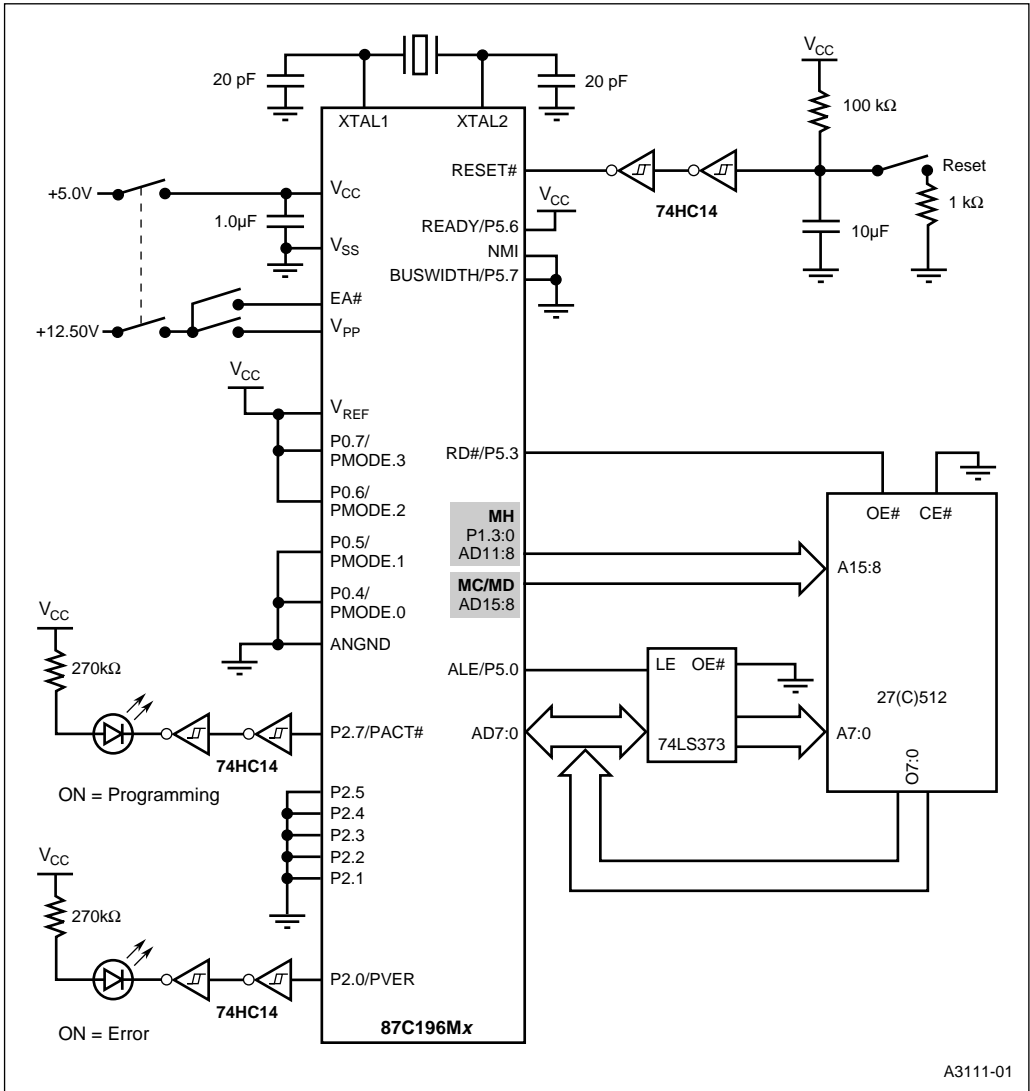 20 pF
20 pF
XTAL1
XTAL2
VCC
100 kΩ
Reset
1 kΩ
10µF
74HC14
RESET#
+5.0V
VCC
1.0µF
VSS
READY/P5.6
VCC
NMI
BUSWIDTH/P5.7
EA#
+12.50V
VPP
VCC
VREF
P0.7/
PMODE.3
P0.6/
PMODE.2
P0.5/
PMODE.1
P0.4/
PMODE.0
ANGND
RD#/P5.3
OE#
CE#
MH
P1.3:0
AD11:8
MC/MD
AD15:8
A15:8
ALE/P5.0
LE
OE#
74LS373
AD7:0
A7:0
27(C)512
O7:0
VCC
270kΩ
74HC14
P2.7/PACT#
ON = Programming
P2.5
P2.4
P2.3
P2.2
P2.1
VCC
270kΩ
74HC14
P2.0/PVER
ON = Error
87C196Mx
A3111-01